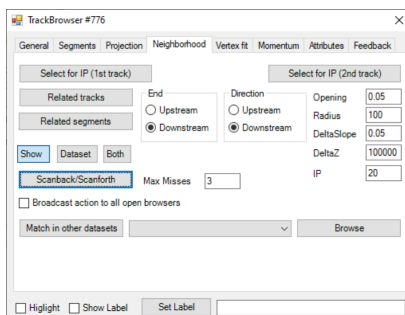 TrackBrowser #776
General Segments Projection Neighborhood Vertex fit Momentum Attributes Feedback
Select for IP (1st track) Select for IP (2nd track)
Related tracks End Direction Opening 0.05
Upstream Upstream Radius 100
Related segments Downstream Downstream DeltaSlope 0.05
Show Dataset Both DeltaZ 100000
Scanback/Scanforth Max Misses 3 IP 20
Broadcast action to all open browsers
Match in other datasets Browse
Higlight Show Label Set Label